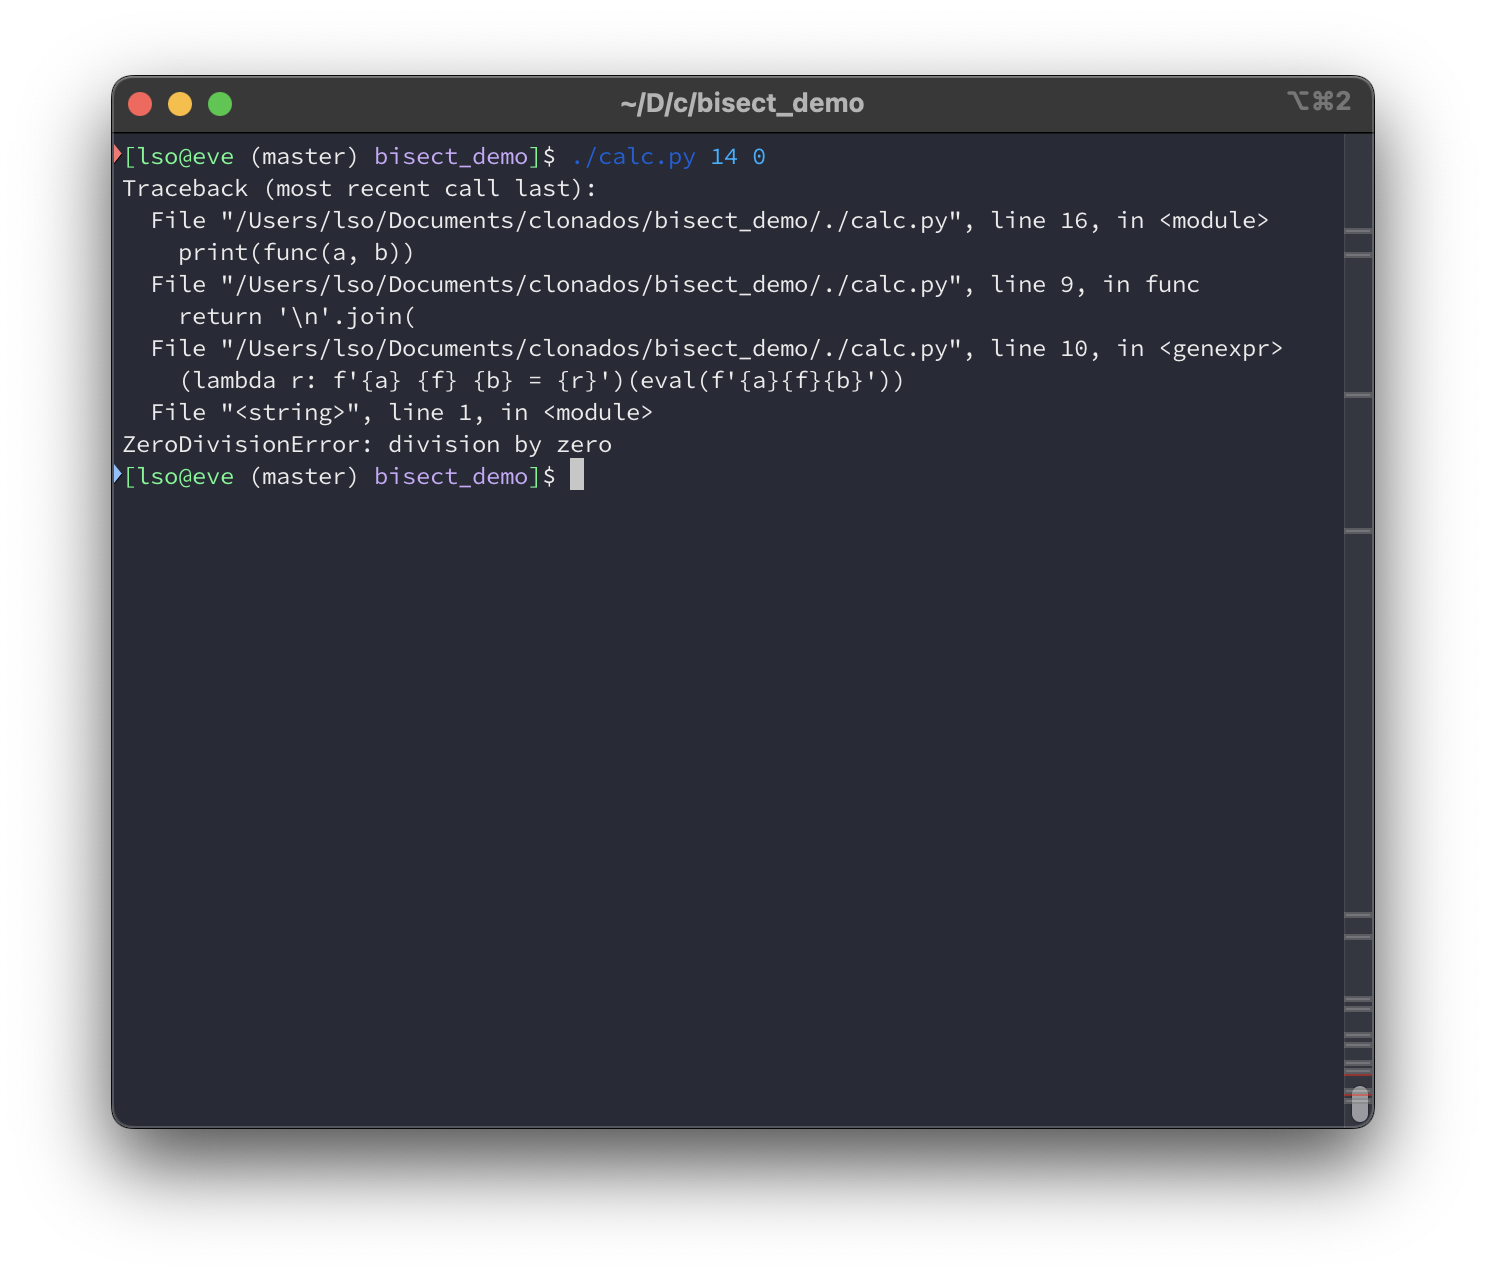 ~/D/c/bisect_demo
⌥⌘2
[lso@eve (master) bisect_demo]$ ./calc.py 14 0
Traceback (most recent call last):
  File "/Users/lso/Documents/clonados/bisect_demo/./calc.py", line 16, in <module>
    print(func(a, b))
  File "/Users/lso/Documents/clonados/bisect_demo/./calc.py", line 9, in func
    return '\n'.join(
  File "/Users/lso/Documents/clonados/bisect_demo/./calc.py", line 10, in <genexpr>
    (lambda r: f'{a} {f} {b} = {r}')(eval(f'{a}{f}{b}'))
  File "<string>", line 1, in <module>
ZeroDivisionError: division by zero
[lso@eve (master) bisect_demo]$